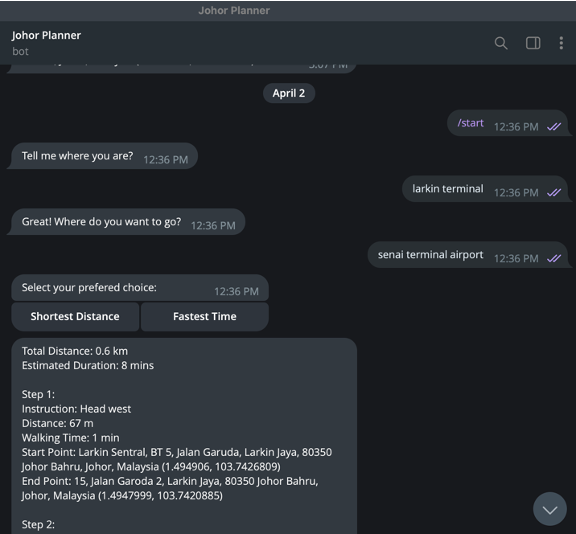 Johor Planner
Johor Planner
bot
April 2
/start 12:36 PM
Tell me where you are? 12:36 PM
larkin terminal 12:36 PM
Great! Where do you want to go? 12:36 PM
senai terminal airport 12:36 PM
Select your prefered choice: 12:36 PM
Shortest Distance Fastest Time
Total Distance: 0.6 km
Estimated Duration: 8 mins
Step 1:
Instruction: Head west
Distance: 67 m
Walking Time: 1 min
Start Point: Larkin Sentral, BT 5, Jalan Garuda, Larkin Jaya, 80350
Johor Bahru, Johor, Malaysia (1.494906, 103.7426809)
End Point: 15, Jalan Garoda 2, Larkin Jaya, 80350 Johor Bahru,
Johor, Malaysia (1.4947999, 103.7420885)
Step 2: